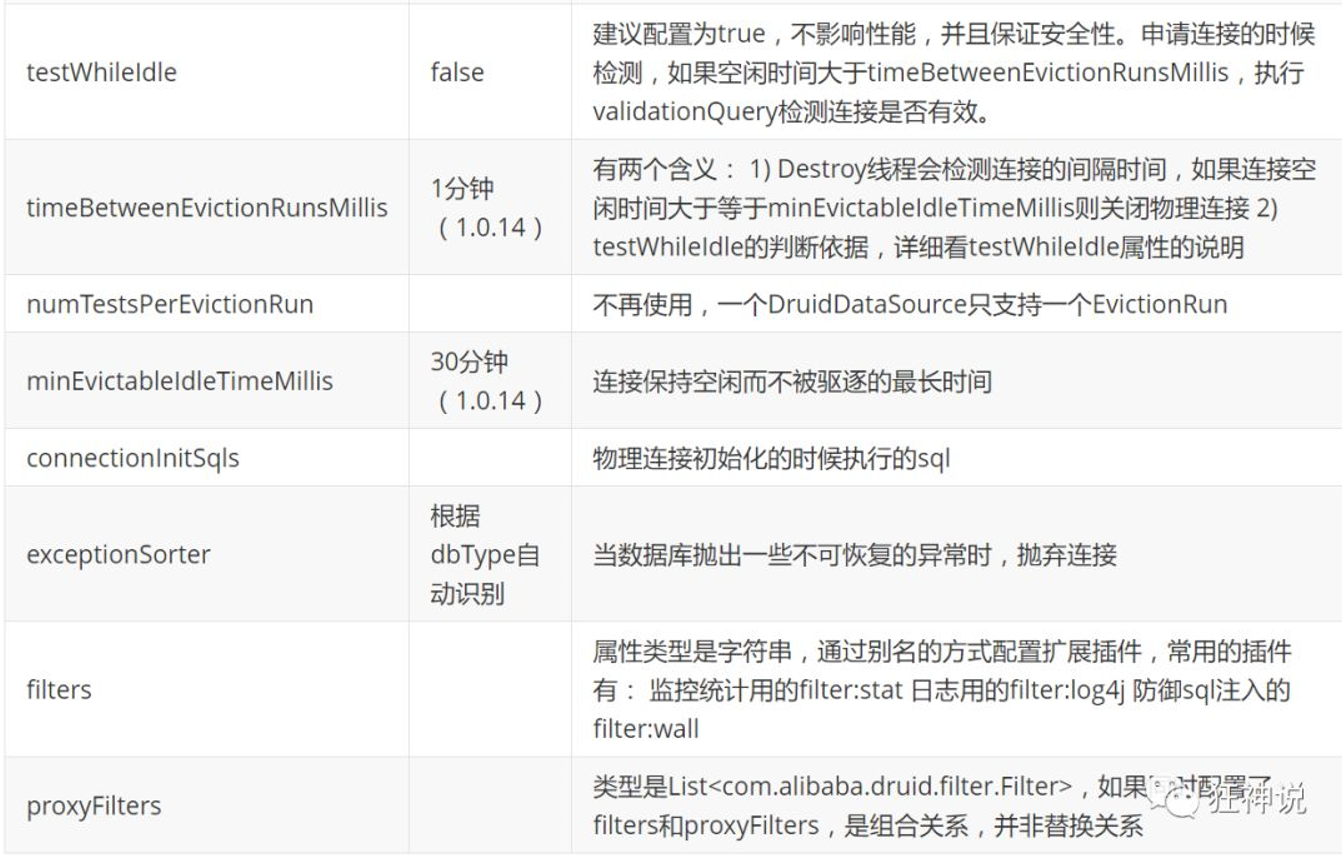 testWhileIdle
false
建议配置为true，不影响性能，并且保证安全性。申请连接的时候
检测，如果空闲时间大于timeBetweenEvictionRunsMillis，执行
validationQuery检测连接是否有效。
timeBetweenEvictionRunsMillis
1分钟
（1.0.14）
有两个含义： 1) Destroy线程会检测连接的间隔时间，如果连接空
闲时间大于等于minEvictableIdleTimeMillis则关闭物理连接 2)
testWhileIdle的判断依据，详细看testWhileIdle属性的说明
numTestsPerEvictionRun
不再使用，一个DruidDataSource只支持一个EvictionRun
minEvictableIdleTimeMillis
30分钟
（1.0.14）
连接保持空闲而不被驱逐的最长时间
connectionInitSqls
物理连接初始化的时候执行的sql
exceptionSorter
根据
dbType自
动识别
当数据库抛出一些不可恢复的异常时，抛弃连接
filters
属性类型是字符串，通过别名的方式配置扩展插件，常用的插件
有： 监控统计用的filter:stat 日志用的filter:log4j 防御sql注入的
filter:wall
proxyFilters
类型是List<com.alibaba.druid.filter.Filter>，如果同时配置了
filters和proxyFilters，是组合关系，并非替换关系
狂神说